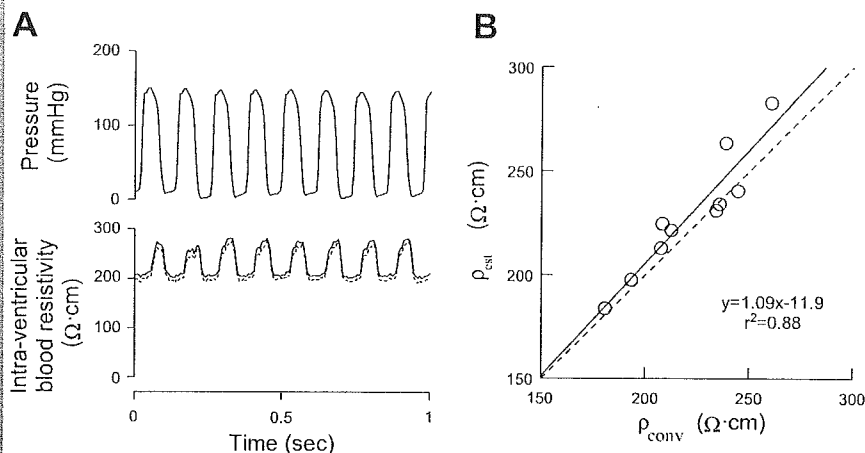 A
Pressure
(mmHg)
200
100
0
Intra-ventricular
blood resistivity
(Ω·cm)
300
200
300
0
0
0.5
1
Time (sec)
B
ρest (Ω·cm)
300
250
200
150
150
200
250
300
y=1.09x-11.9
r²=0.88
ρconv (Ω·cm)